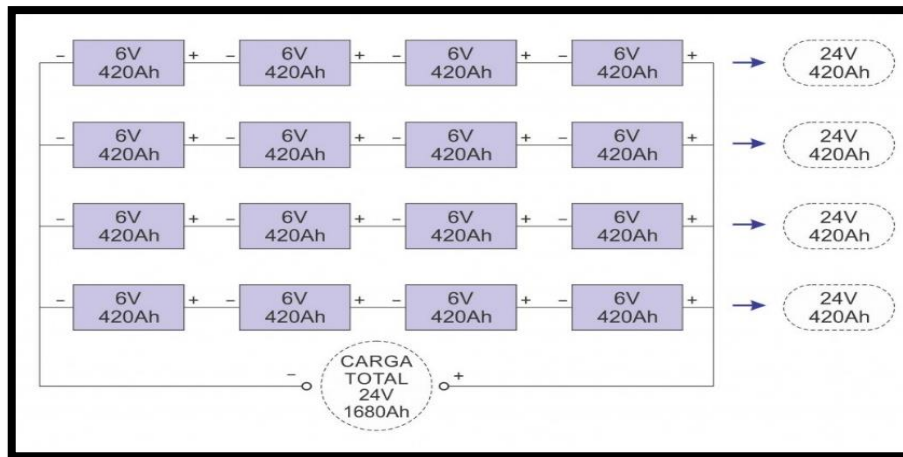 − 6V + − 6V + − 6V + − 6V + 24V
420Ah 420Ah 420Ah 420Ah 420Ah
− 6V + − 6V + − 6V + − 6V + 24V
420Ah 420Ah 420Ah 420Ah 420Ah
− 6V + − 6V + − 6V + − 6V + 24V
420Ah 420Ah 420Ah 420Ah 420Ah
− 6V + − 6V + − 6V + − 6V + 24V
420Ah 420Ah 420Ah 420Ah 420Ah
CARGA
− TOTAL +
24V
1680Ah